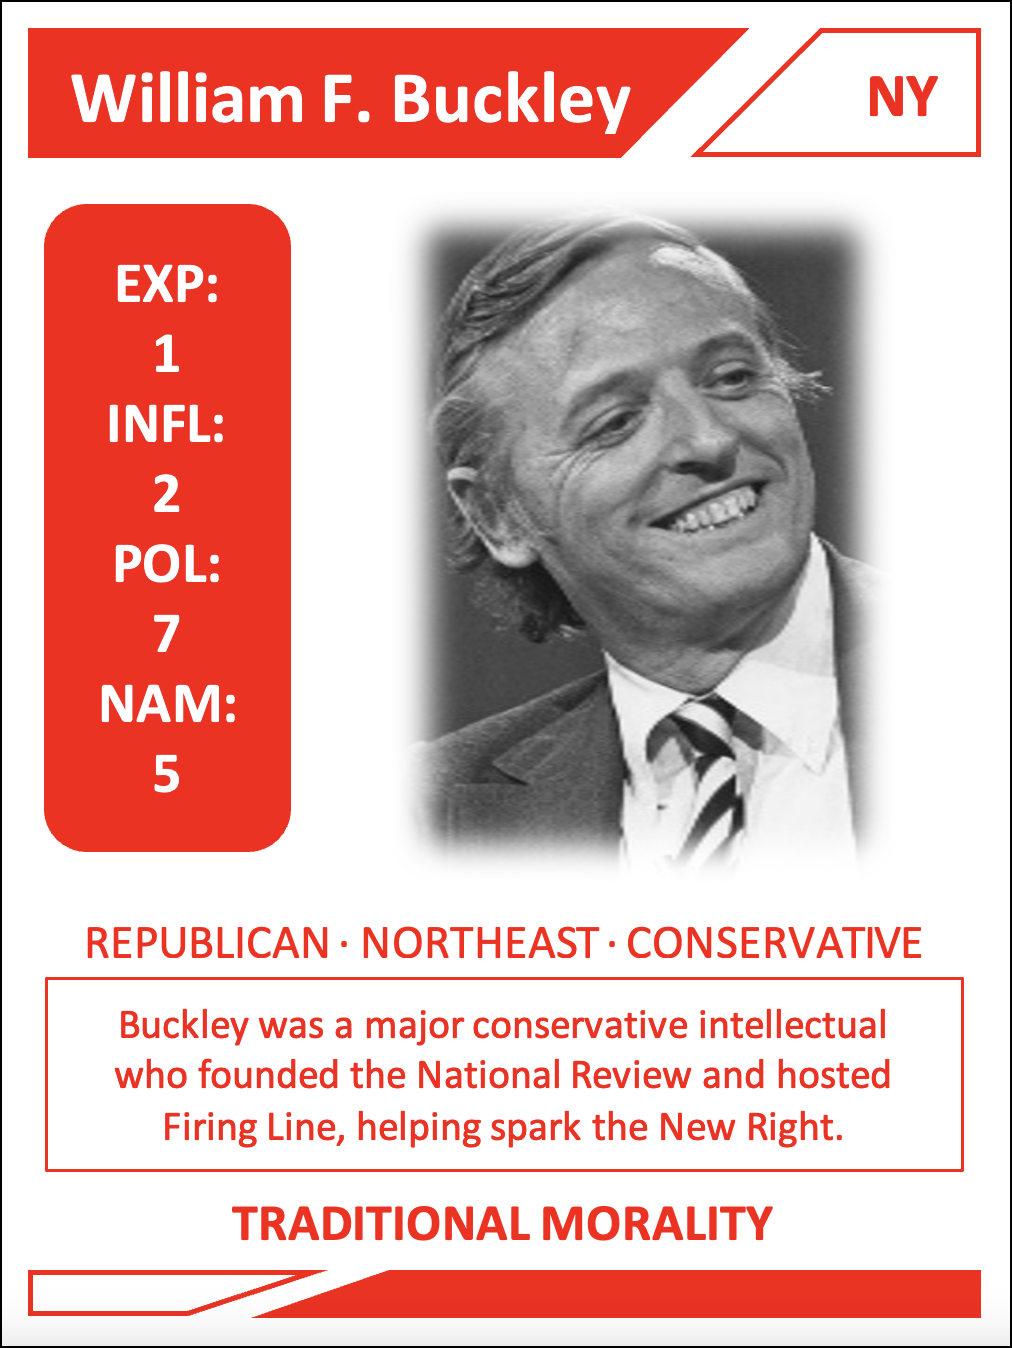 William F. Buckley
NY
EXP:
1
INFL:
2
POL:
7
NAM:
5
REPUBLICAN · NORTHEAST · CONSERVATIVE
Buckley was a major conservative intellectual
who founded the National Review and hosted
Firing Line, helping spark the New Right.
TRADITIONAL MORALITY